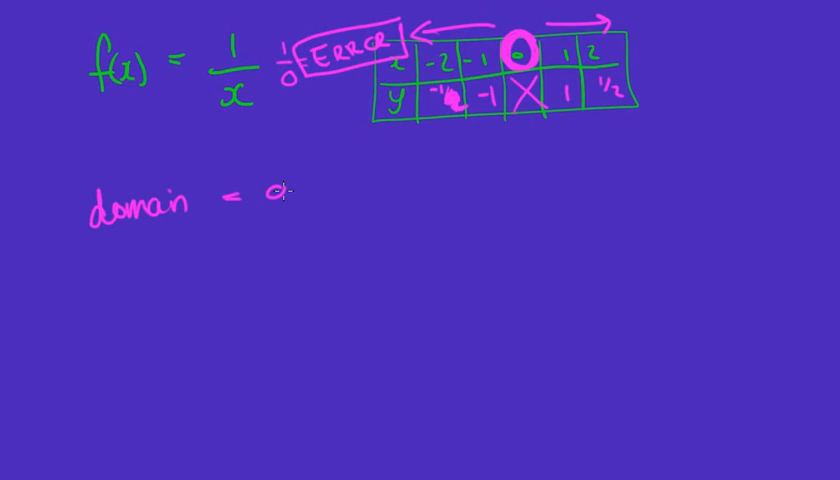 f(x) = 1/x 1/0 = ERROR
x -2 -1 0 1 2
y -1/2 -1 X 1 1/2
domain = a